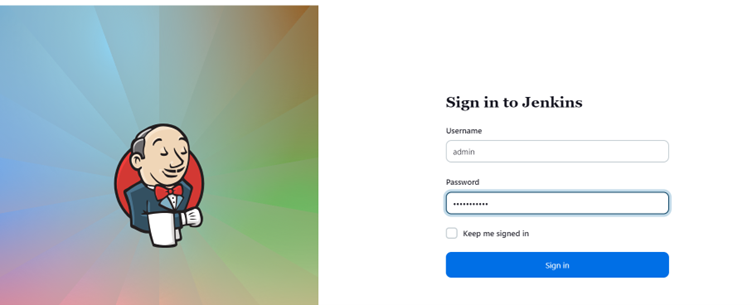 Sign in to Jenkins
Username
admin
Password
•••••••••••
Keep me signed in
Sign in